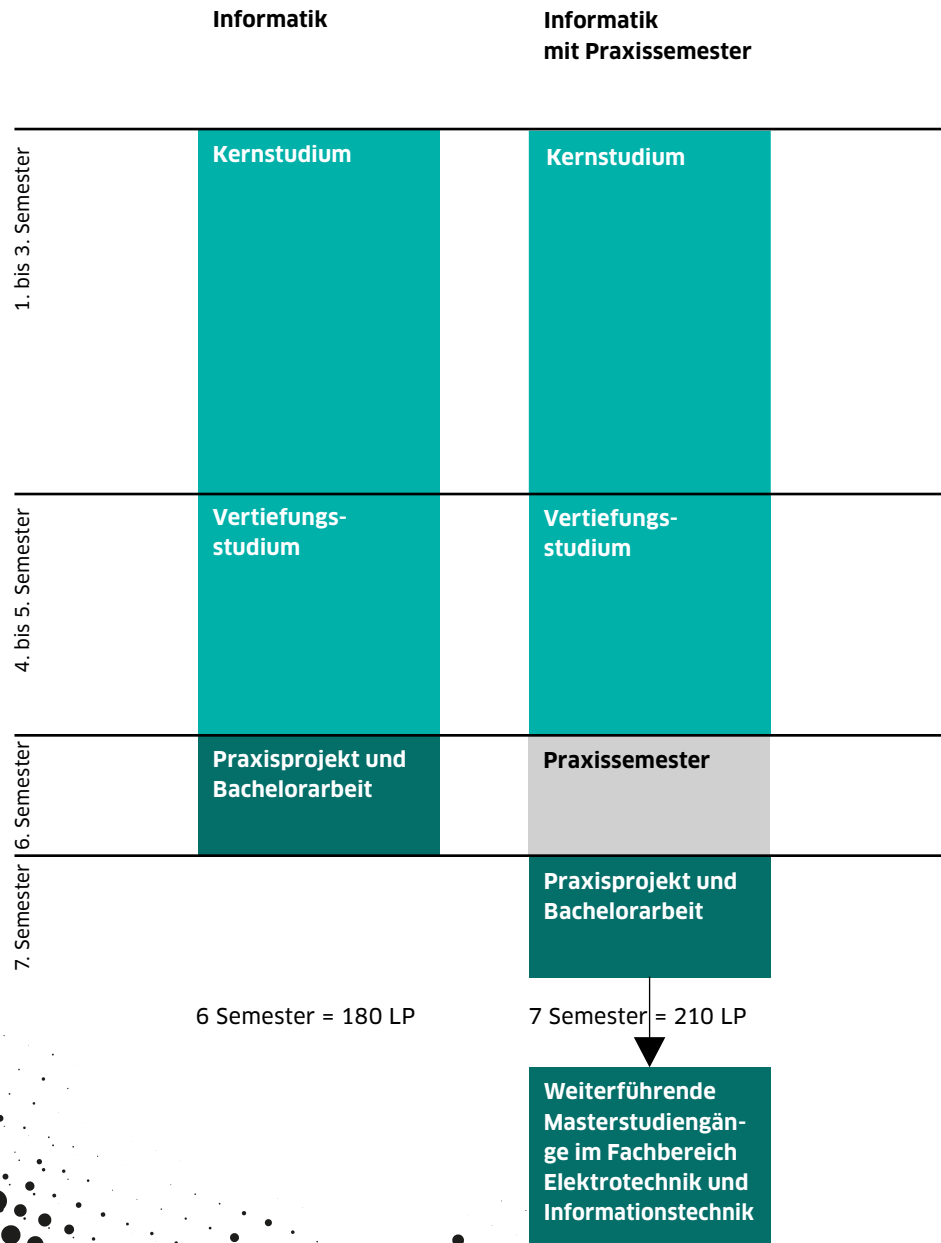 Informatik
Informatik
mit Praxissemester
1. bis 3. Semester
Kernstudium
Kernstudium
4. bis 5. Semester
Vertiefungs-
studium
Vertiefungs-
studium
6. Semester
Praxisprojekt und
Bachelorarbeit
Praxissemester
7. Semester
Praxisprojekt und
Bachelorarbeit
6 Semester = 180 LP
7 Semester = 210 LP
Weiterführende
Masterstudiengän-
ge im Fachbereich
Elektrotechnik und
Informationstechnik